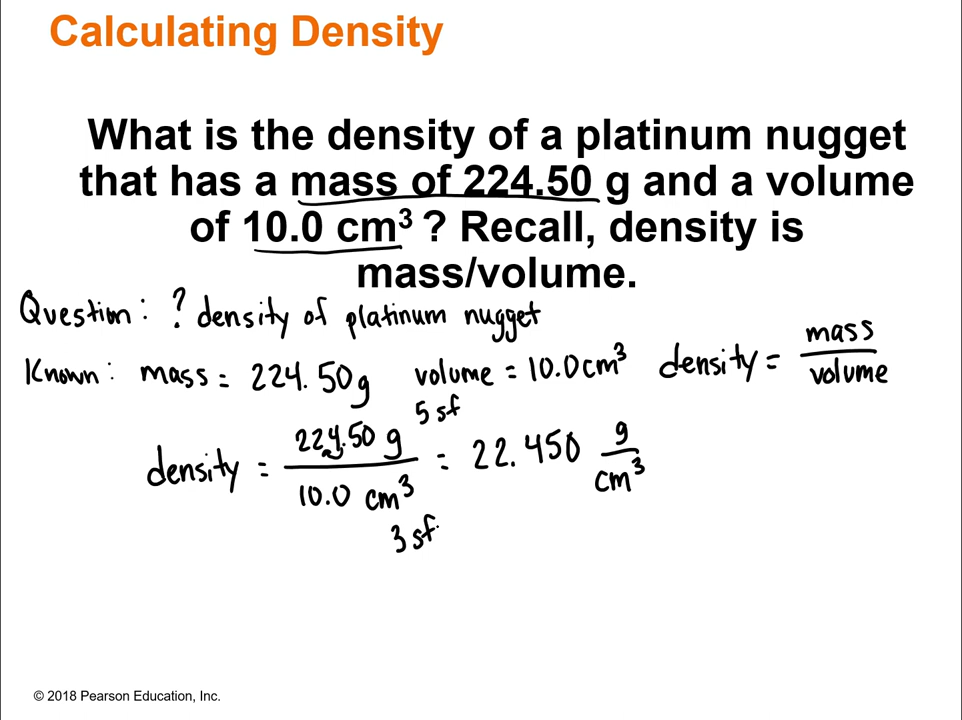 Calculating Density
What is the density of a platinum nugget
that has a mass of 224.50 g and a volume
of 10.0 cm³ ? Recall, density is
mass/volume.
Question: ? density of platinum nugget
Known: mass = 224.50g volume = 10.0cm³ density = mass/volume
5 sf
density = 224.50 g / 10.0 cm³ = 22.450 g/cm³
3 sf
© 2018 Pearson Education, Inc.